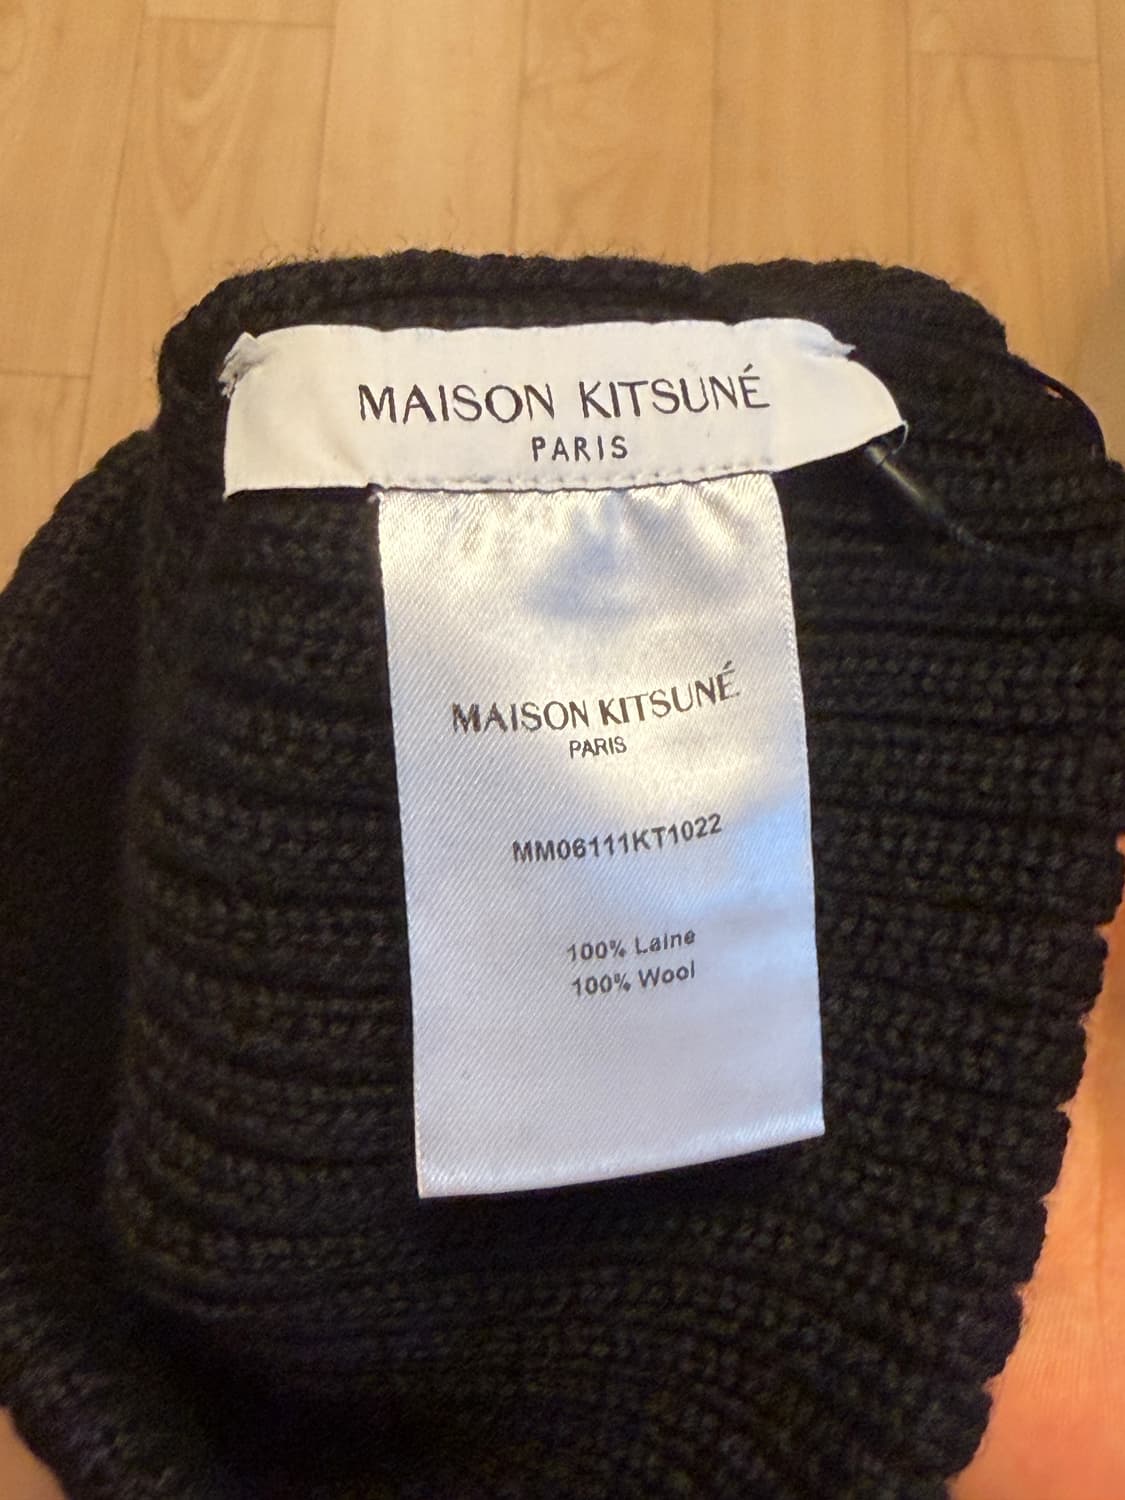 MAISON KITSUNÉ
PARIS
MAISON KITSUNÉ
PARIS
MM06111KT1022
100% Laine
100% Wool